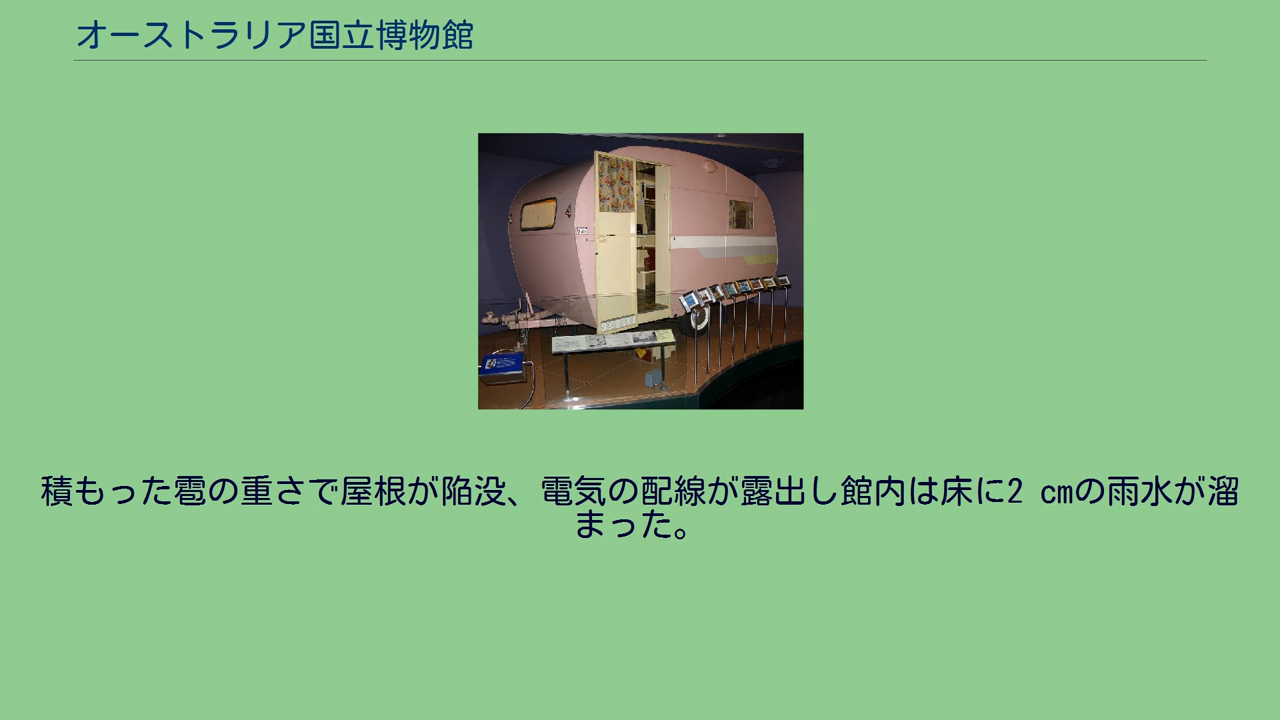 オーストラリア国立博物館
積もった雹の重さで屋根が陥没、電気の配線が露出し館内は床に2 cmの雨水が溜
まった。